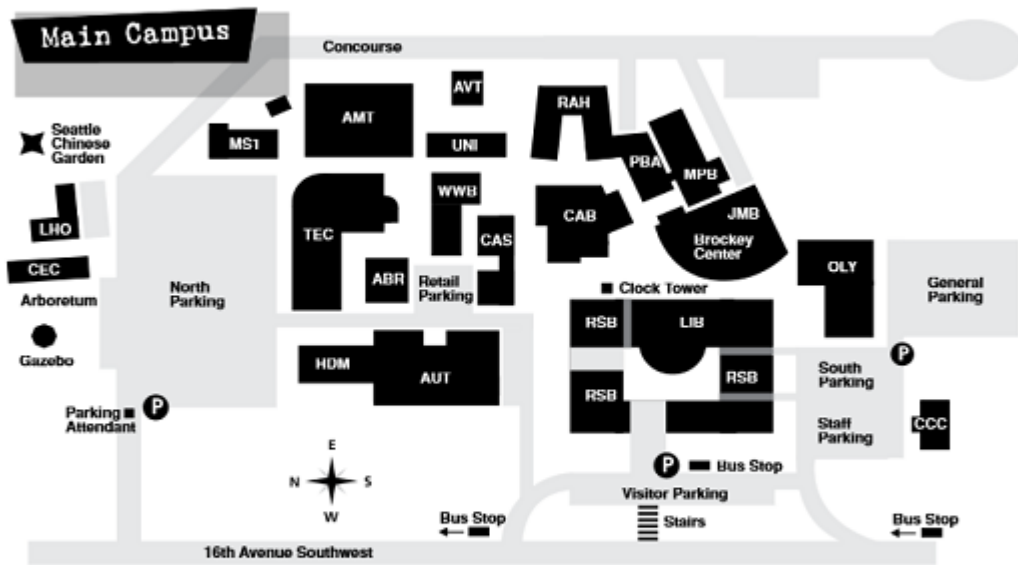 Main Campus
Concourse
AVT
AMT
RAH
Seattle
Chinese
Garden
MS1
UNI
PBA
MPB
WWB
LHO
TEC
CAS
CAB
JMB
Brockey
Center
CEC
ABR
Retail
Parking
OLY
Arboretum
North
Parking
Clock Tower
General
Parking
RSB
LIB
Gazebo
HDM
AUT
RSB
RSB
South
Parking
P
Parking
Attendant
P
Staff
Parking
CCC
E
N
S
W
P
Bus Stop
Visitor Parking
Bus Stop
Stairs
Bus Stop
16th Avenue Southwest